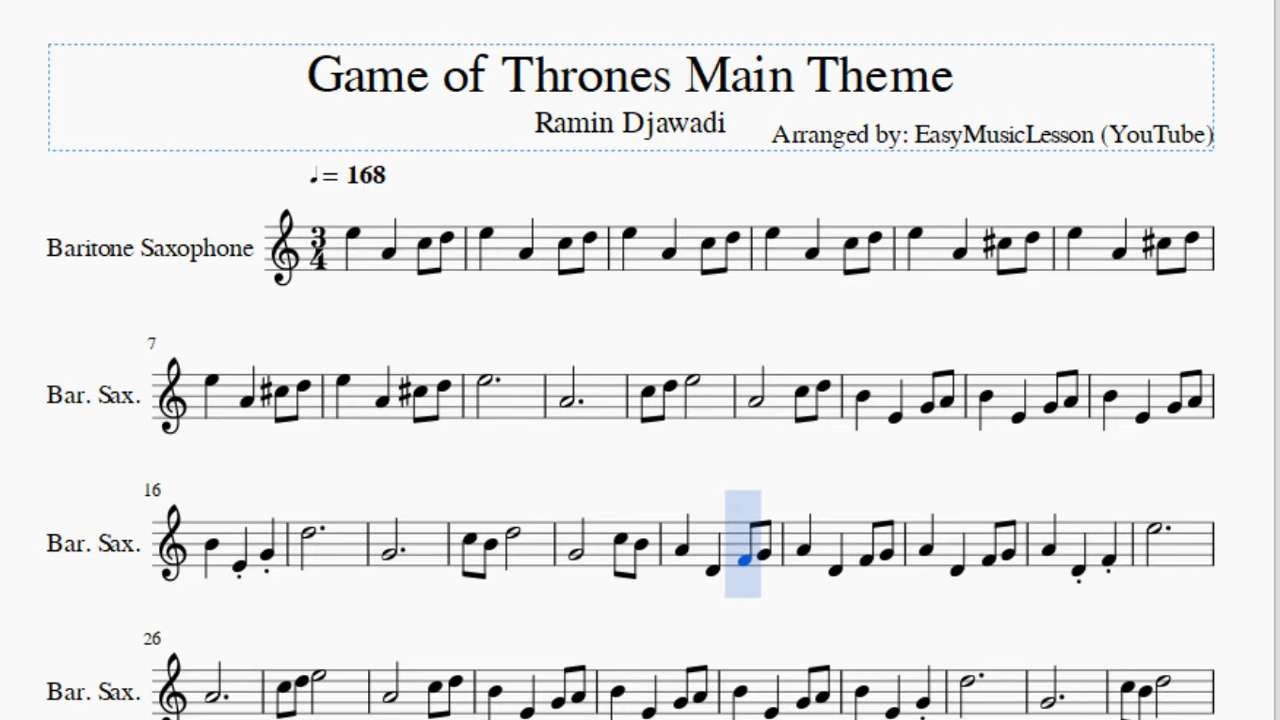 Game of Thrones Main Theme
Ramin Djawadi
Arranged by: EasyMusicLesson (YouTube)
♩= 168
Baritone Saxophone
3
4
7
Bar. Sax.
16
Bar. Sax.
26
Bar. Sax.